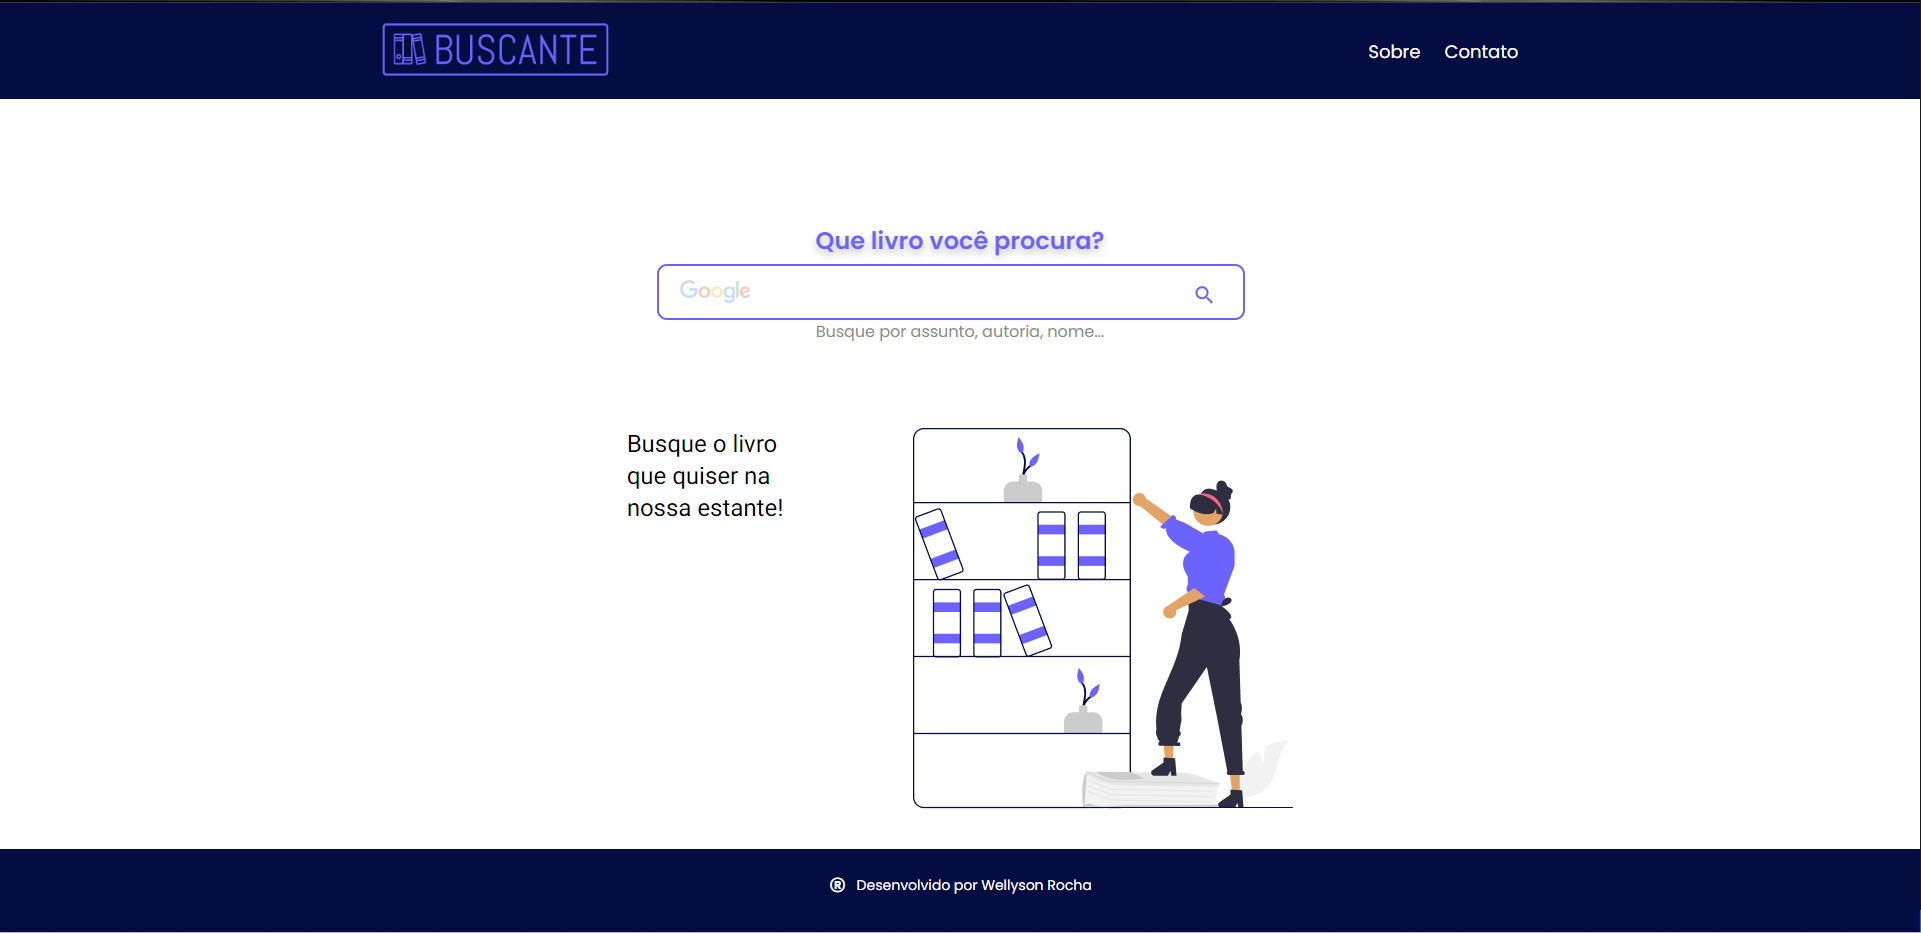 BUSCANTE
Sobre Contato
Que livro você procura?
Google
Busque por assunto, autoria, nome...
Busque o livro
que quiser na
nossa estante!
® Desenvolvido por Wellyson Rocha